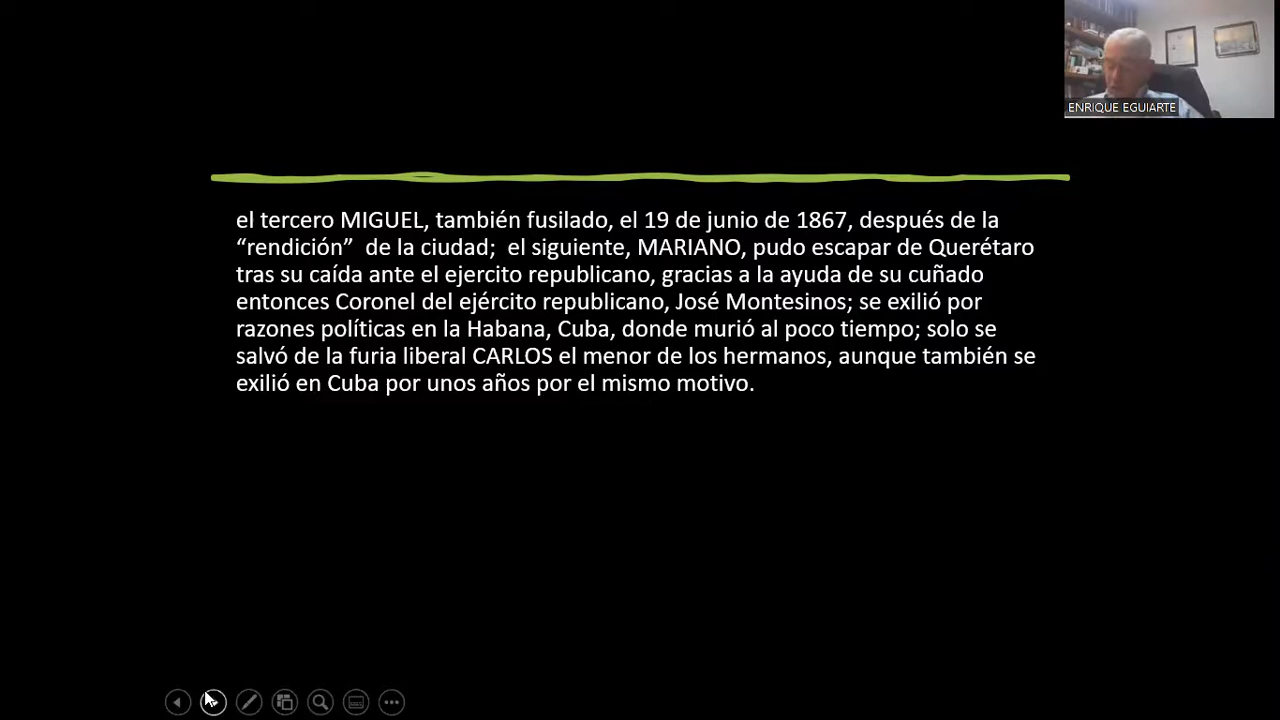 ENRIQUE EGUIARTE
el tercero MIGUEL, también fusilado, el 19 de junio de 1867, después de la
“rendición”  de la ciudad;  el siguiente, MARIANO, pudo escapar de Querétaro
tras su caída ante el ejercito republicano, gracias a la ayuda de su cuñado
entonces Coronel del ejército republicano, José Montesinos; se exilió por
razones políticas en la Habana, Cuba, donde murió al poco tiempo; solo se
salvó de la furia liberal CARLOS el menor de los hermanos, aunque también se
exilió en Cuba por unos años por el mismo motivo.